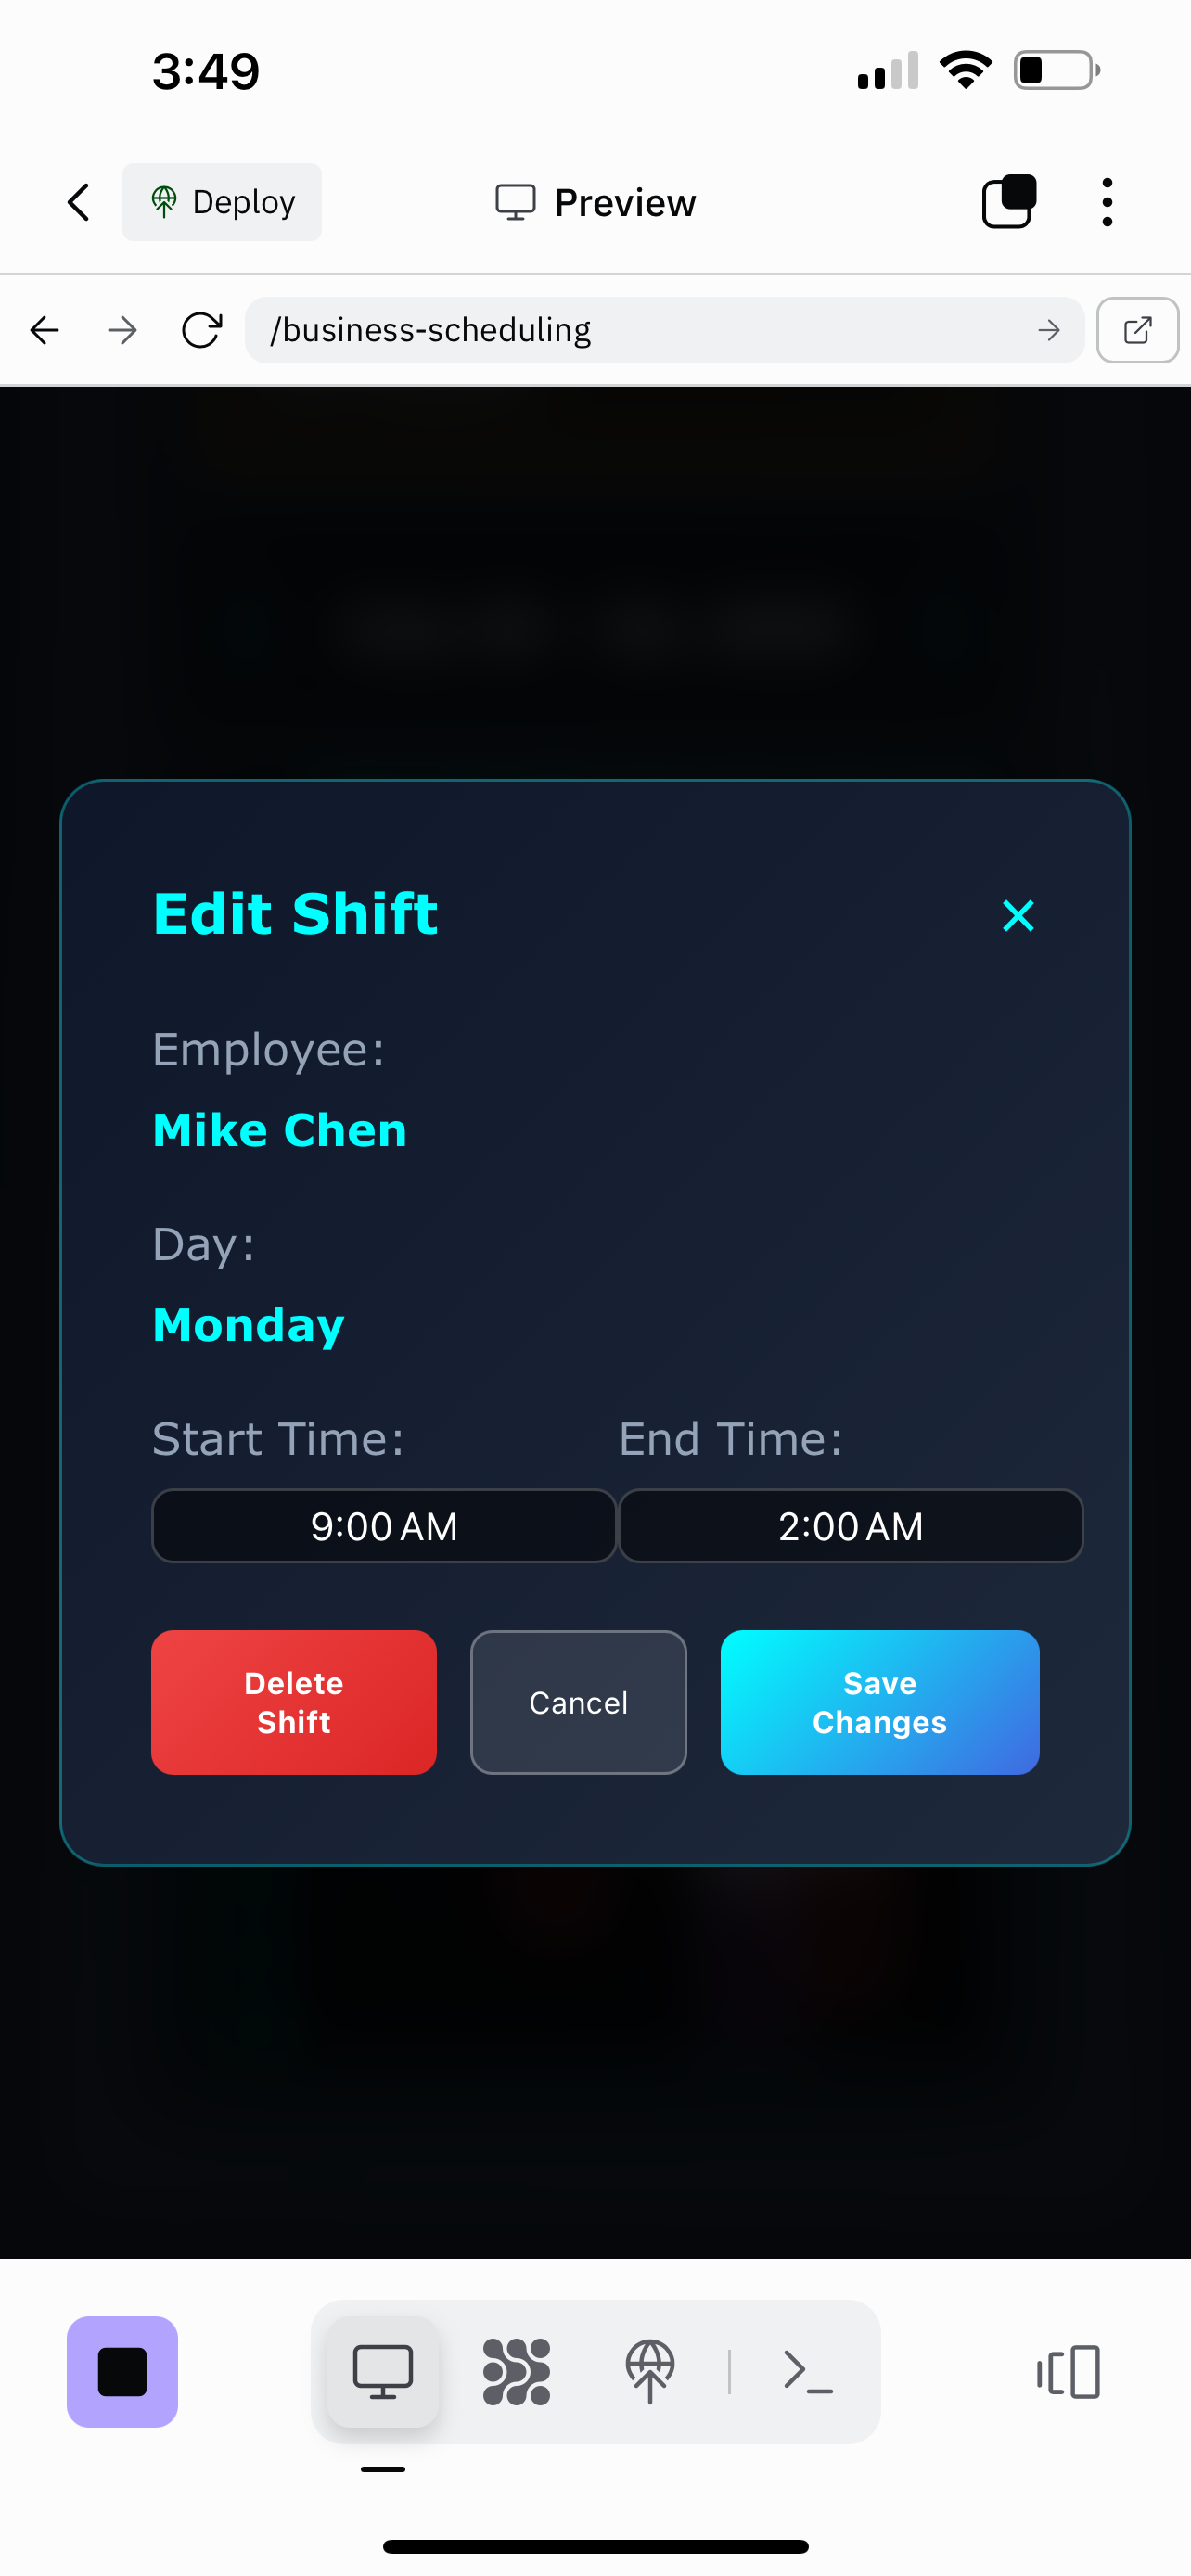 3:49
Deploy
Preview
/business-scheduling
Edit Shift
Employee:
Mike Chen
Day:
Monday
Start Time: End Time:
9:00 AM 2:00 AM
Delete Shift
Cancel
Save Changes